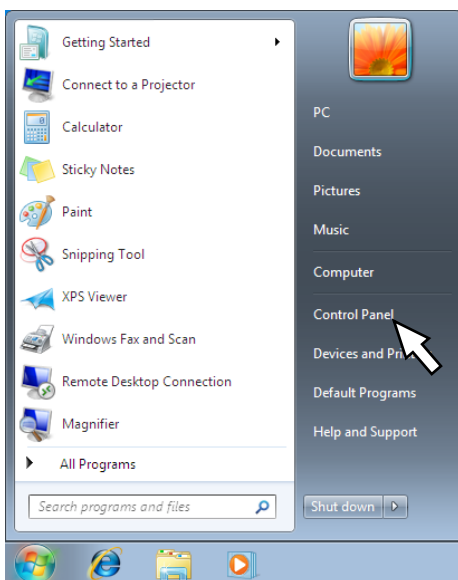 Getting Started
Connect to a Projector
Calculator
Sticky Notes
Paint
Snipping Tool
XPS Viewer
Windows Fax and Scan
Remote Desktop Connection
Magnifier
All Programs
Search programs and files
PC
Documents
Pictures
Music
Computer
Control Panel
Devices and
Default Programs
Help and Support
Shut down